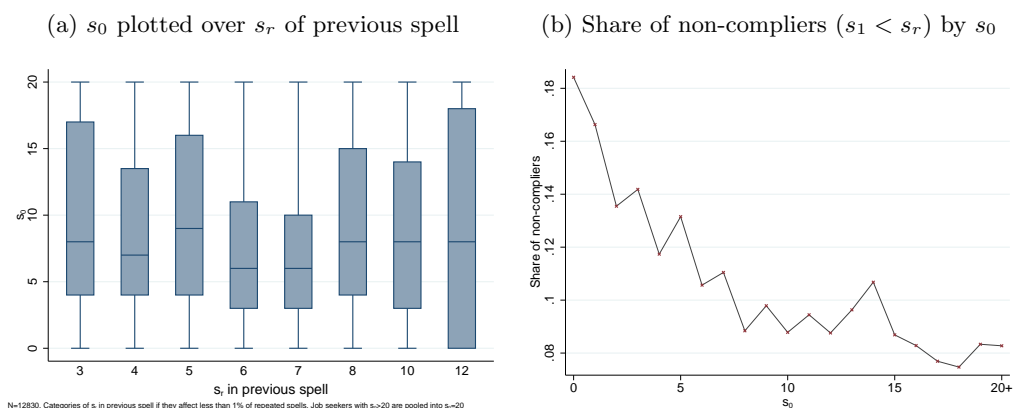 (a) s₀ plotted over sᵣ of previous spell
20
15
10
5
0
s₀
3 4 5 6 7 8 10 12
sᵣ in previous spell
N=12830. Categories of sᵣ in previous spell if they affect less than 1% of repeated spells. Job seekers with s₀>20 are pooled into s₀=20
(b) Share of non-compliers (s₁ < sᵣ) by s₀
.18
.16
.14
.12
.1
.08
Share of non-compliers
0 5 10 15 20+
s₀